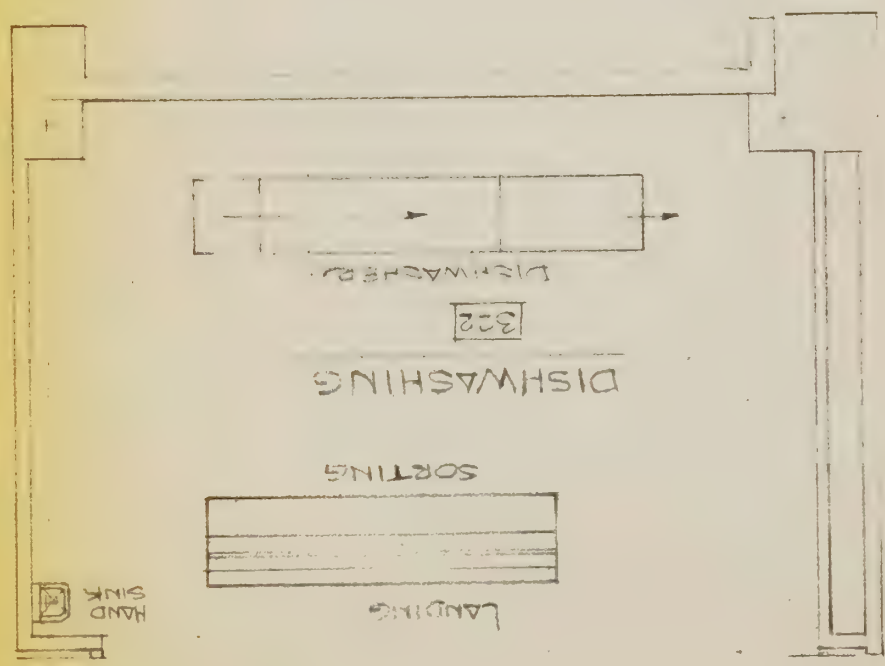 HAND
SINK
LANDING
SORTING
DISHWASHING
322
DISHWASHER